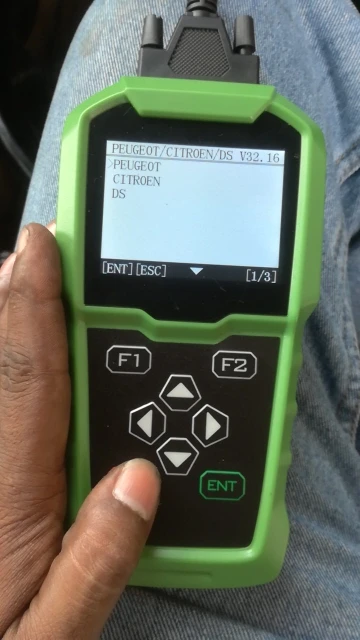 PEUGEOT/CITROEN/DS V32.16
PEUGEOT
CITROEN
DS
[ENT][ESC] [1/3]
F1 F2
ENT